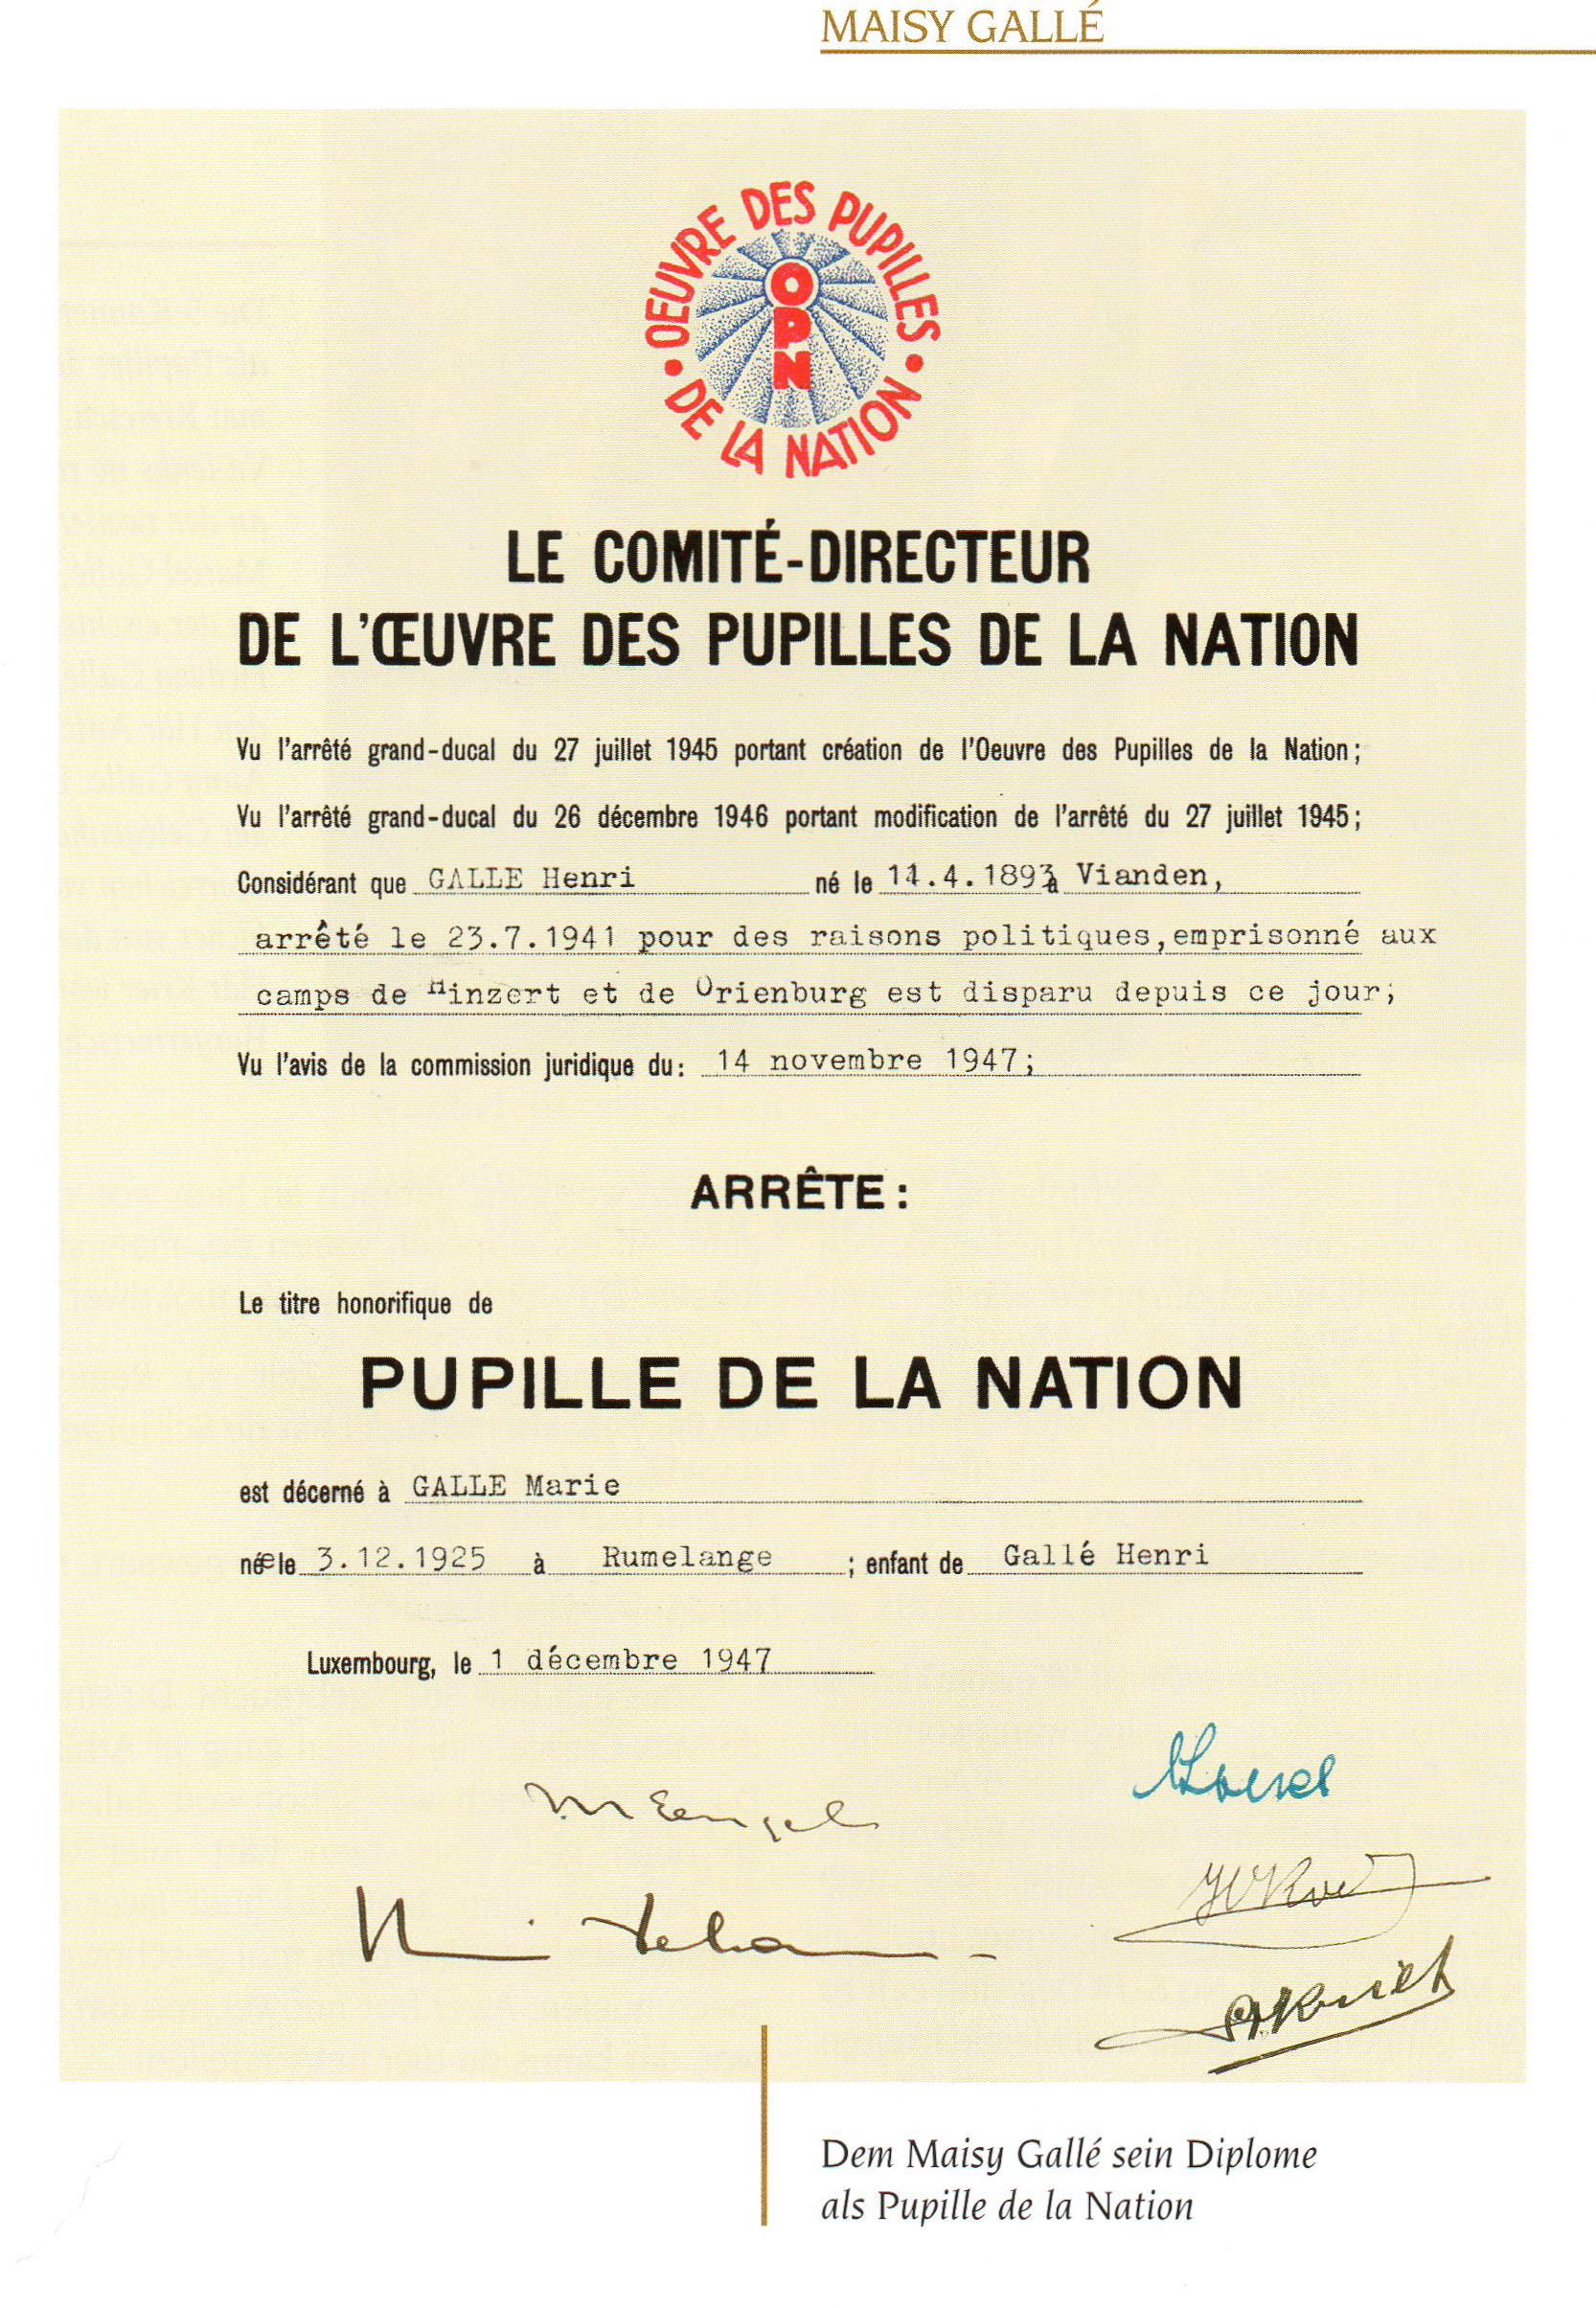 MAISY GALLÉ
OEUVRE DES PUPILLES
DE LA NATION
OPN
LE COMITÉ-DIRECTEUR
DE L'ŒUVRE DES PUPILLES DE LA NATION
Vu l'arrêté grand-ducal du 27 juillet 1945 portant création de l'Oeuvre des Pupilles de la Nation;
Vu l'arrêté grand-ducal du 26 décembre 1946 portant modification de l'arrêté du 27 juillet 1945;
Considérant que GALLE Henri né le 11.4.1893 à Vianden,
arrêté le 23.7.1941 pour des raisons politiques,emprisonné aux
camps de Hinzert et de Orienburg est disparu depuis ce jour;
Vu l'avis de la commission juridique du: 14 novembre 1947;
ARRÊTE:
Le titre honorifique de
PUPILLE DE LA NATION
est décerné à GALLE Marie
née le 3.12.1925 à Rumelange ; enfant de Gallé Henri
Luxembourg, le 1 décembre 1947
Dem Maisy Gallé sein Diplome
als Pupille de la Nation